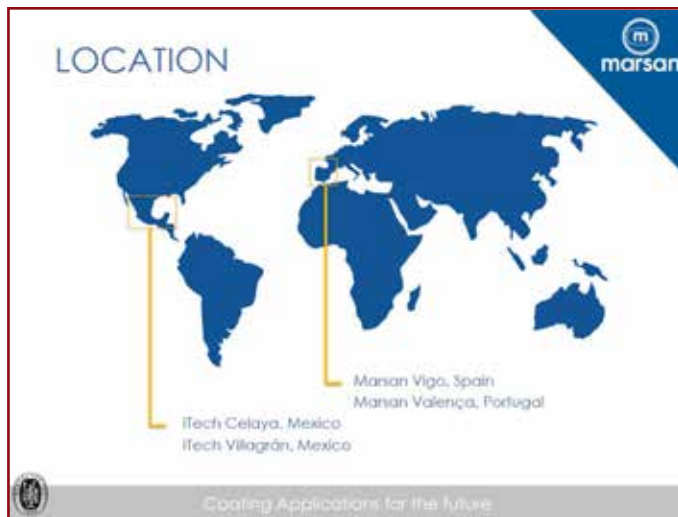 LOCATION
m
marsan
Marsan Vigo, Spain
Marsan Valença, Portugal
iTech Celaya, Mexico
iTech Villagrán, Mexico
Coating Applications for the future